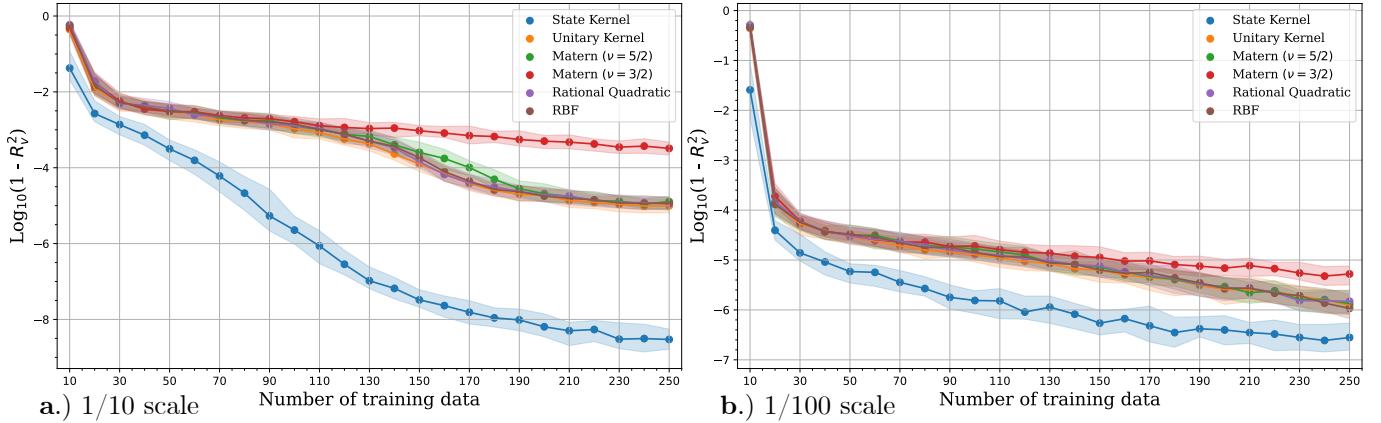 0
−2
−4
−6
−8
Log₁₀(1 - R²ᵥ)
State Kernel
Unitary Kernel
Matern (ν = 5/2)
Matern (ν = 3/2)
Rational Quadratic
RBF
10 30 50 70 90 110 130 150 170 190 210 230 250
Number of training data
a.) 1/10 scale
0
−1
−2
−3
−4
−5
−6
−7
Log₁₀(1 - R²ᵥ)
State Kernel
Unitary Kernel
Matern (ν = 5/2)
Matern (ν = 3/2)
Rational Quadratic
RBF
10 30 50 70 90 110 130 150 170 190 210 230 250
Number of training data
b.) 1/100 scale